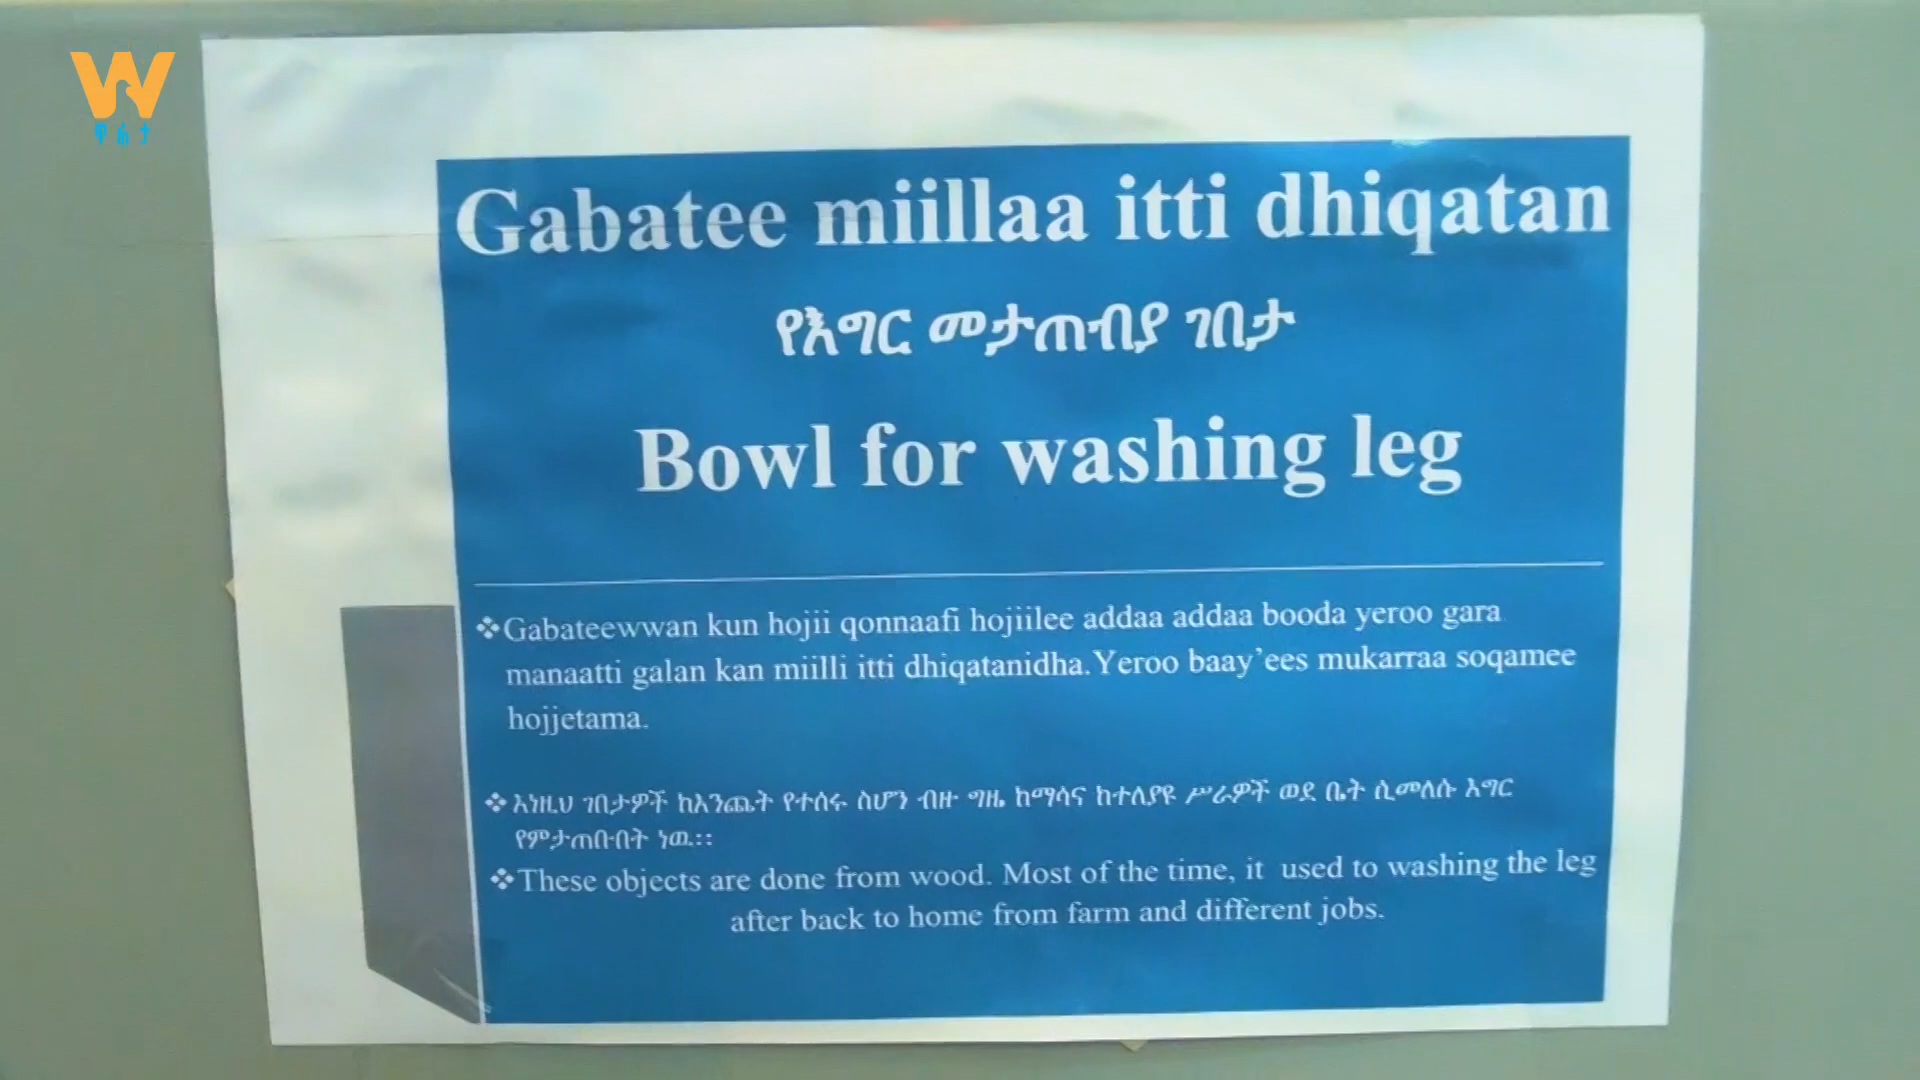 W
ዋልታ
Gabatee miillaa itti dhiqatan
የእግር መታጠብያ ገበታ
Bowl for washing leg
❖Gabateewwan kun hojii qonnaafi hojiilee addaa addaa booda yeroo gara
manaatti galan kan miilli itti dhiqatanidha.Yeroo baay’ees mukarraa soqamee
hojjetama.
❖እነዚህ ገበታዎች ከእንጨት የተሰሩ ስሆን ብዙ ግዜ ከማሳና ከተለያዩ ሥራዎች ወደ ቤት ሲመለሱ እግር
የምታጠቡበት ነዉ፡፡
❖These objects are done from wood. Most of the time, it used to washing the leg
after back to home from farm and different jobs.